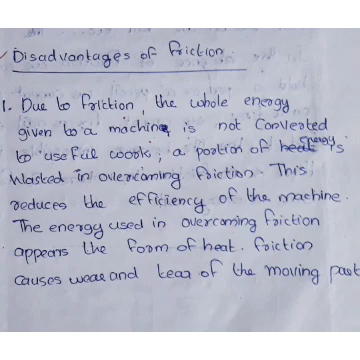 Disadvantages of friction.
1. Due to friction, the whole energy
given to a machine, is not converted
to useful work, a portion of heat energy is
wasted in overcoming friction. This
reduces the efficiency of the machine.
The energy used in overcoming friction
appears the form of heat. friction
causes wear and tear of the moving part